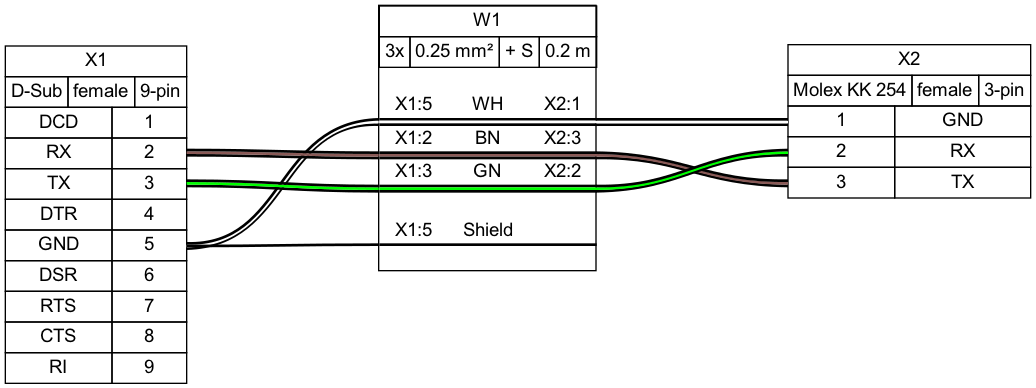 X1
D-Sub female 9-pin
DCD 1
RX 2
TX 3
DTR 4
GND 5
DSR 6
RTS 7
CTS 8
RI 9
W1
3x 0.25 mm² + S 0.2 m
X1:5 WH X2:1
X1:2 BN X2:3
X1:3 GN X2:2
X1:5 Shield
X2
Molex KK 254 female 3-pin
1 GND
2 RX
3 TX